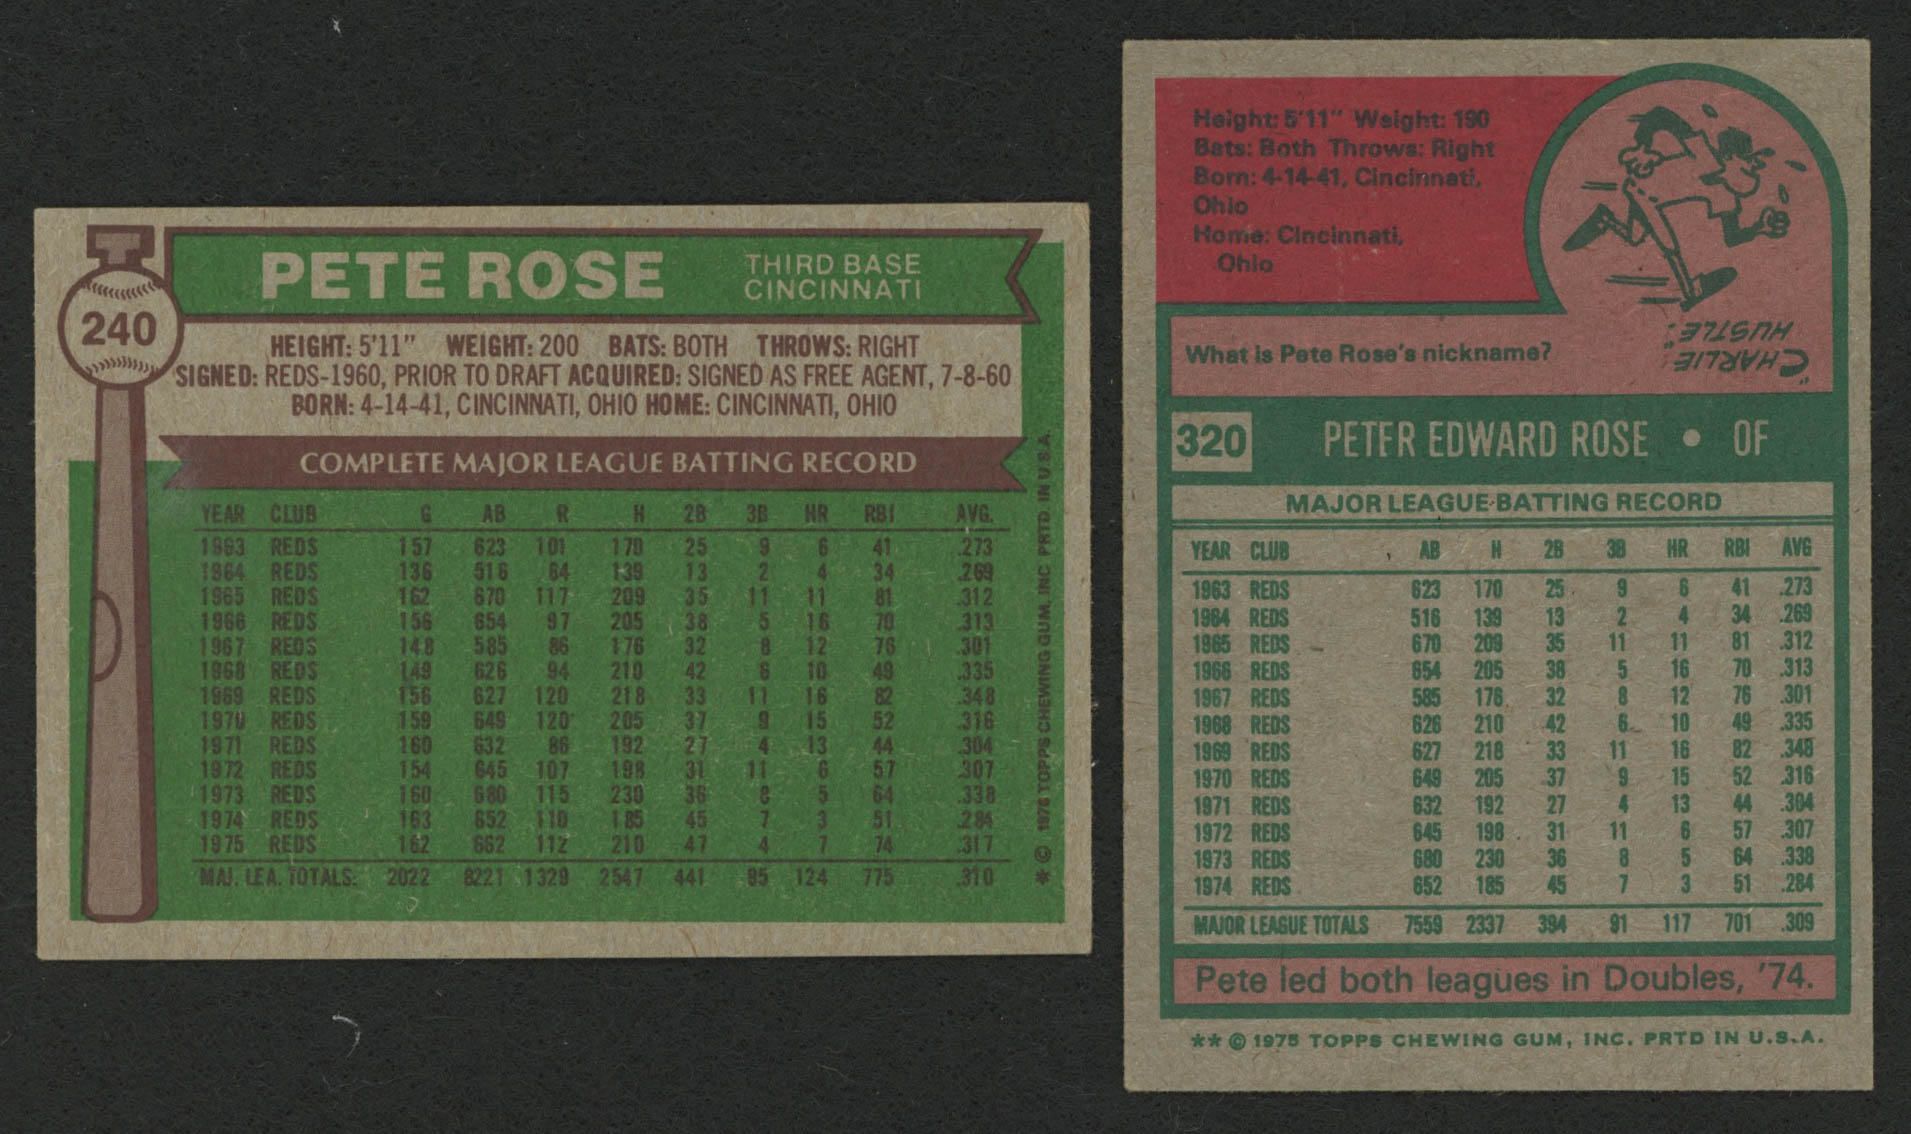 240
PETE ROSE
THIRD BASE
CINCINNATI
HEIGHT: 5'11" WEIGHT: 200 BATS: BOTH THROWS: RIGHT
SIGNED: REDS-1960, PRIOR TO DRAFT ACQUIRED: SIGNED AS FREE AGENT, 7-8-60
BORN: 4-14-41, CINCINNATI, OHIO HOME: CINCINNATI, OHIO
COMPLETE MAJOR LEAGUE BATTING RECORD
YEAR CLUB G AB R H 2B 3B HR RBI AVG.
1963 REDS 157 623 101 170 25 9 6 41 .273
1964 REDS 136 516 64 139 13 2 4 34 .269
1965 REDS 162 670 117 209 35 11 11 81 .312
1966 REDS 156 654 97 205 38 5 16 70 .313
1967 REDS 148 585 86 176 32 8 12 76 .301
1968 REDS 149 626 94 210 42 6 10 49 .335
1969 REDS 156 627 120 218 33 11 16 82 .348
1970 REDS 159 649 120 205 37 9 15 52 .316
1971 REDS 160 632 86 192 27 4 13 44 .304
1972 REDS 154 645 107 198 31 11 6 57 .307
1973 REDS 160 680 115 230 36 8 5 64 .338
1974 REDS 163 652 110 185 45 7 3 51 .284
1975 REDS 162 662 112 210 47 4 7 74 .317
MAJ. LEA. TOTALS: 2022 8221 1329 2547 441 95 124 775 .310
* © 1976 TOPPS CHEWING GUM, INC PRTD. IN U.S.A.
Height: 5'11" Weight: 190
Bats: Both Throws: Right
Born: 4-14-41, Cincinnati,
Ohio
Home: Cincinnati,
Ohio
What is Pete Rose's nickname?
"CHARLIE
HUSTLE."
320 PETER EDWARD ROSE • OF
MAJOR LEAGUE BATTING RECORD
YEAR CLUB AB H 2B 3B HR RBI AVG
1963 REDS 623 170 25 9 6 41 .273
1964 REDS 516 139 13 2 4 34 .269
1965 REDS 670 209 35 11 11 81 .312
1966 REDS 654 205 38 5 16 70 .313
1967 REDS 585 176 32 8 12 76 .301
1968 REDS 626 210 42 6 10 49 .335
1969 REDS 627 218 33 11 16 82 .348
1970 REDS 649 205 37 9 15 52 .316
1971 REDS 632 192 27 4 13 44 .304
1972 REDS 645 198 31 11 6 57 .307
1973 REDS 680 230 36 8 5 64 .338
1974 REDS 652 185 45 7 3 51 .284
MAJOR LEAGUE TOTALS 7559 2337 394 91 117 701 .309
Pete led both leagues in Doubles, '74.
** © 1975 TOPPS CHEWING GUM, INC. PRTD IN U.S.A.